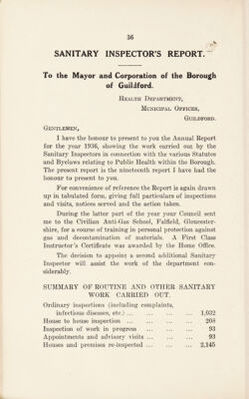 36
SANITARY INSPECTOR'S REPORT.
To the Mayor and Corporation of the Borough
of Guildford.
HEALTH DEPARTMENT,
MUNICIPAL OFFICES,
GUILDFORD.
GENTLEMEN,
I have the honour to present to you the Annual Report
for the year 1936, showing the work carried out by the
Sanitary Inspectors in connection with the various Statutes
and Byelaws relating to Public Health within the Borough.
The present report is the nineteenth report I have had the
honour to present to you.
For convenience of reference the Report is again drawn
up in tabulated form, giving full particulars of inspections
and visits, notices served and the action taken.
During the latter part of the year your Council sent
me to the Civilian Anti-Gas School, Falfield, Gloucester-
shire, for a course of training in personal protection against
gas and decontamination of materials. A First Class
Instructor's Certificate was awarded by the Home Office.
The decision to appoint a second additional Sanitary
Inspector will assist the work of the department con-
siderably.
SUMMARY OF ROUTINE AND OTHER SANITARY
WORK CARRIED OUT.
Ordinary inspections (including complaints,
infectious diseases, etc.) ... ... ... ... 1,032
House to house inspection ... ... ... ... 208
Inspection of work in progress ... ... ... 93
Appointments and advisory visits ... ... ... 93
Houses and premises re-inspected ... ... ... 2,145